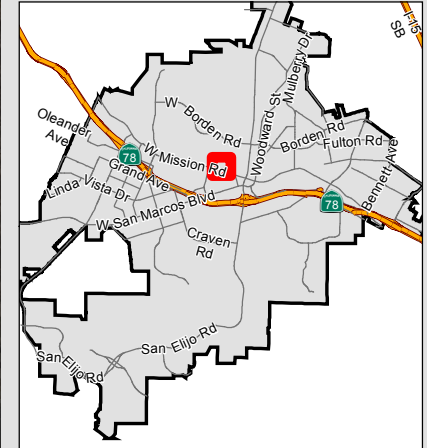 I-15
SB
Mulberry Dr
W Borden Rd
Woodward St
Borden Rd
Fulton Rd
Oleander
Ave
78
W Mission Rd
Grand Ave
Bennett Ave
Linda Vista Dr
W San Marcos Blvd
78
Craven
Rd
San Elijo Rd
San Elijo Rd